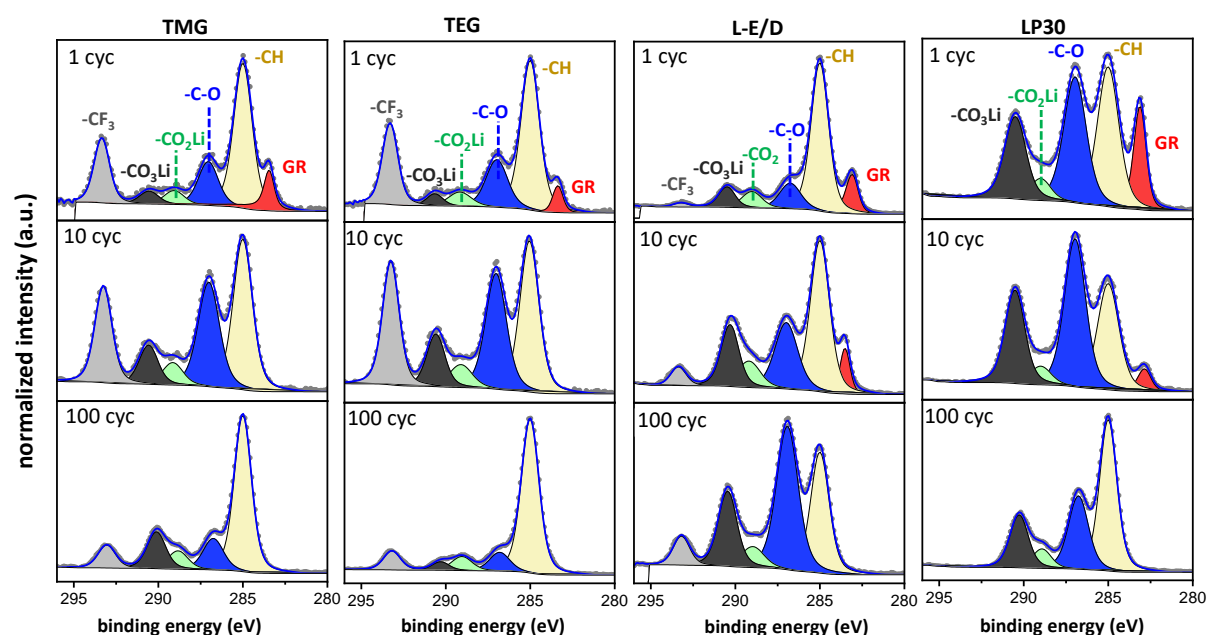 TMG
TEG
L-E/D
LP30
normalized intensity (a.u.)
1 cyc
-CF3
-CO3Li
-CO2Li
-C-O
-CH
GR
1 cyc
-CF3
-CO3Li
-CO2Li
-C-O
-CH
GR
1 cyc
-CF3
-CO3Li
-CO2
-C-O
-CH
GR
1 cyc
-CO3Li
-CO2Li
-C-O
-CH
GR
10 cyc
10 cyc
10 cyc
10 cyc
100 cyc
100 cyc
100 cyc
100 cyc
295 290 285 280
295 290 285 280
295 290 285 280
295 290 285 280
binding energy (eV)
binding energy (eV)
binding energy (eV)
binding energy (eV)